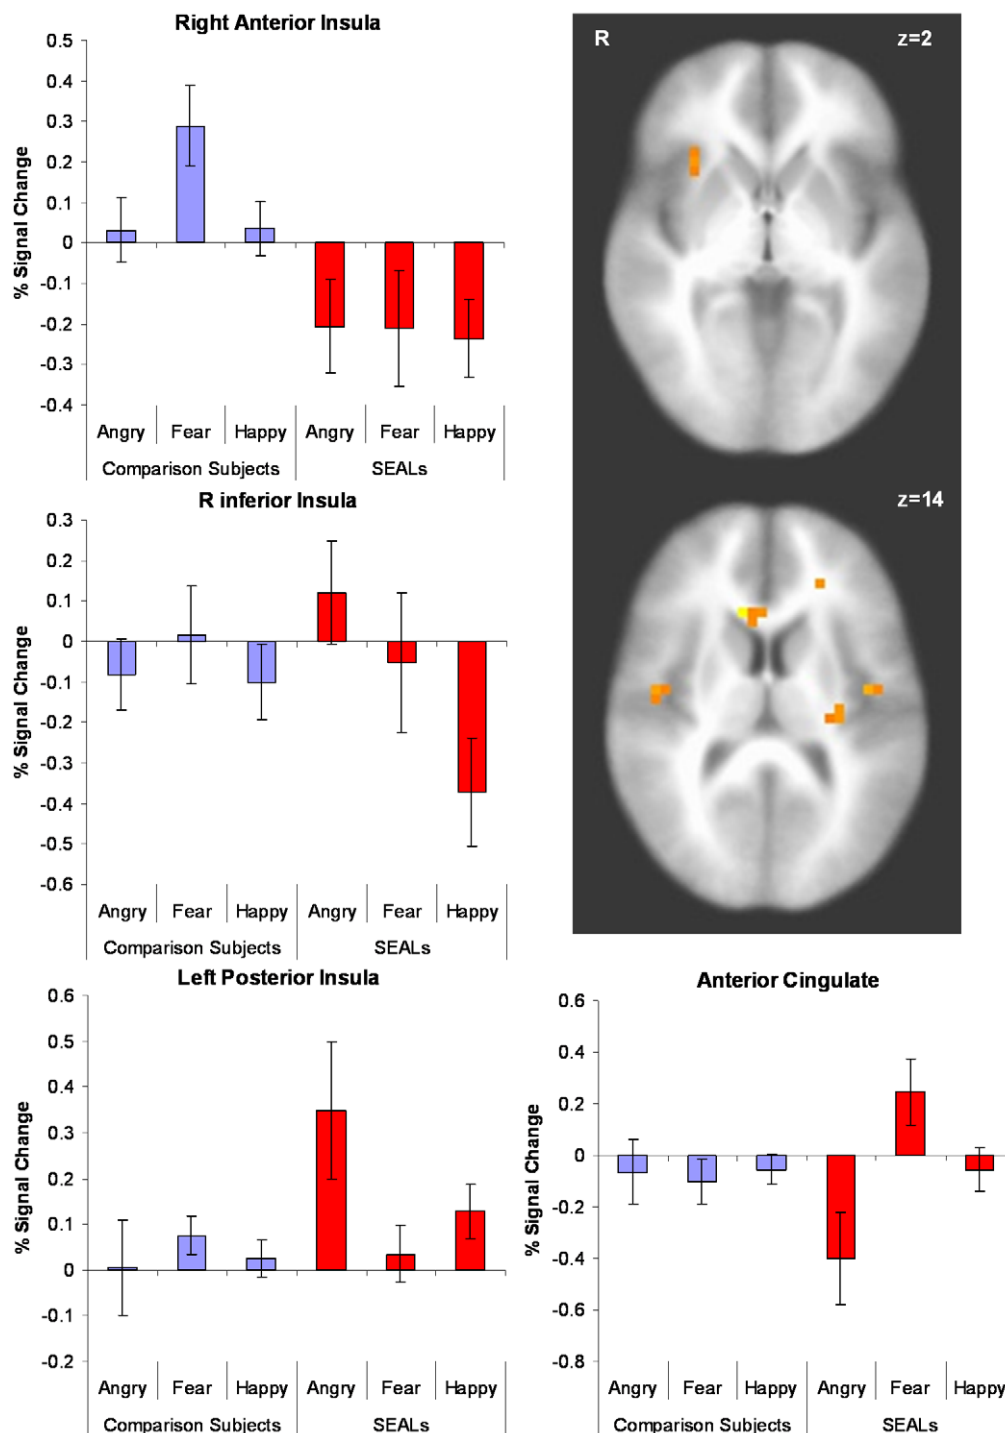 Right Anterior Insula
0.5
0.4
0.3
0.2
0.1
0
-0.1
-0.2
-0.3
-0.4
% Signal Change
Angry Fear Happy Angry Fear Happy
Comparison Subjects SEALs
R z=2
z=14
R inferior Insula
0.3
0.2
0.1
0
-0.1
-0.2
-0.3
-0.4
-0.5
-0.6
% Signal Change
Angry Fear Happy Angry Fear Happy
Comparison Subjects SEALs
Left Posterior Insula
0.6
0.5
0.4
0.3
0.2
0.1
0
-0.1
-0.2
% Signal Change
Angry Fear Happy Angry Fear Happy
Comparison Subjects SEALs
Anterior Cingulate
0.6
0.4
0.2
0
-0.2
-0.4
-0.6
-0.8
% Signal Change
Angry Fear Happy Angry Fear Happy
Comparison Subjects SEALs